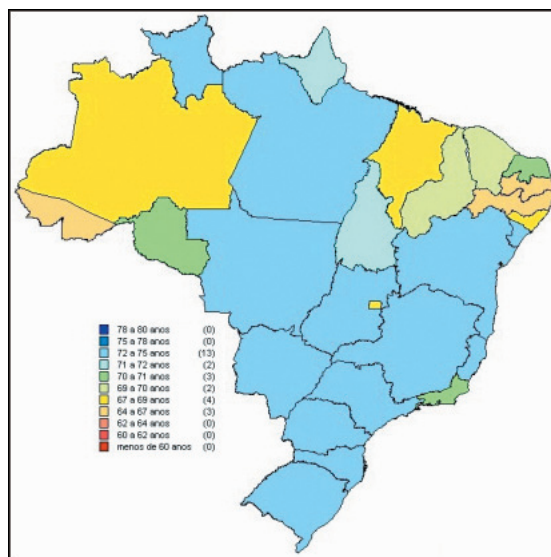 78 a 80 anos (0)
75 a 78 anos (0)
72 a 75 anos (13)
71 a 72 anos (2)
70 a 71 anos (3)
69 a 70 anos (2)
67 a 69 anos (4)
64 a 67 anos (3)
62 a 64 anos (0)
60 a 62 anos (0)
menos de 60 anos (0)